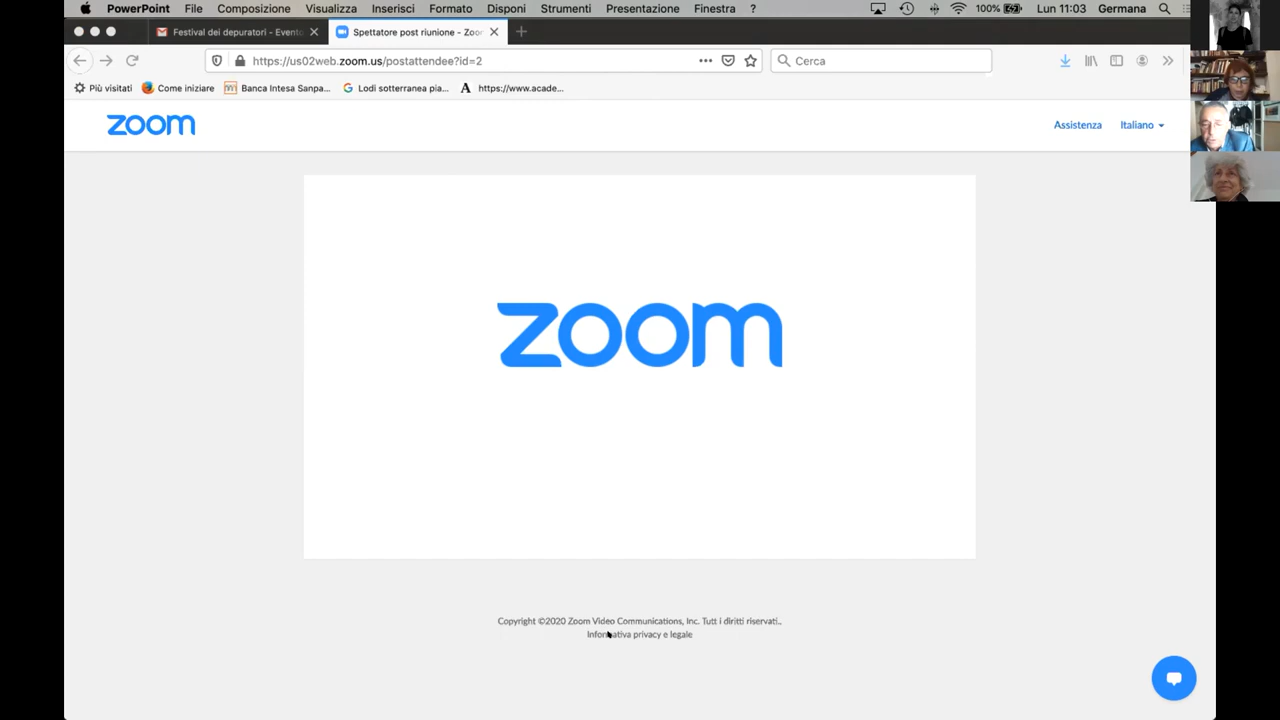 PowerPoint File Composizione Visualizza Inserisci Formato Disponi Strumenti Presentazione Finestra ? 100% Lun 11:03 Germana
Festival dei depuratori - Evento Spettatore post riunione - Zoom
https://us02web.zoom.us/postattendee?id=2 Cerca
Più visitati Come iniziare Banca Intesa Sanpa... Lodi sotterranea pia... https://www.acade...
zoom Assistenza Italiano
zoom
Copyright ©2020 Zoom Video Communications, Inc. Tutt i diritti riservati..
Informativa privacy e legale